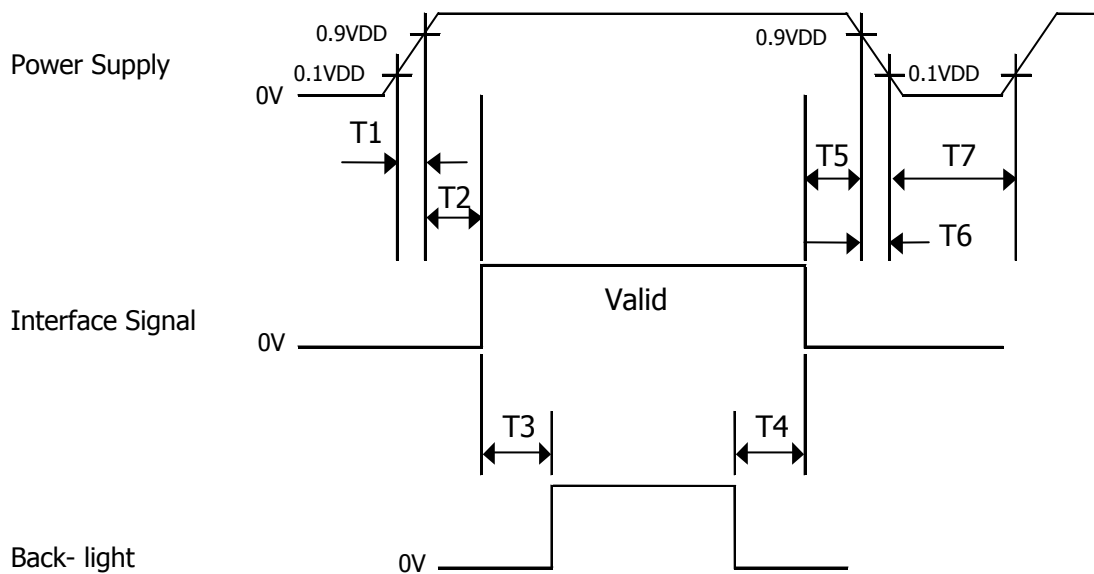 0.9VDD
0.9VDD
Power Supply
0.1VDD
0.1VDD
0V
T1
T5
T7
T2
T6
Valid
Interface Signal
0V
T3
T4
Back- light
0V